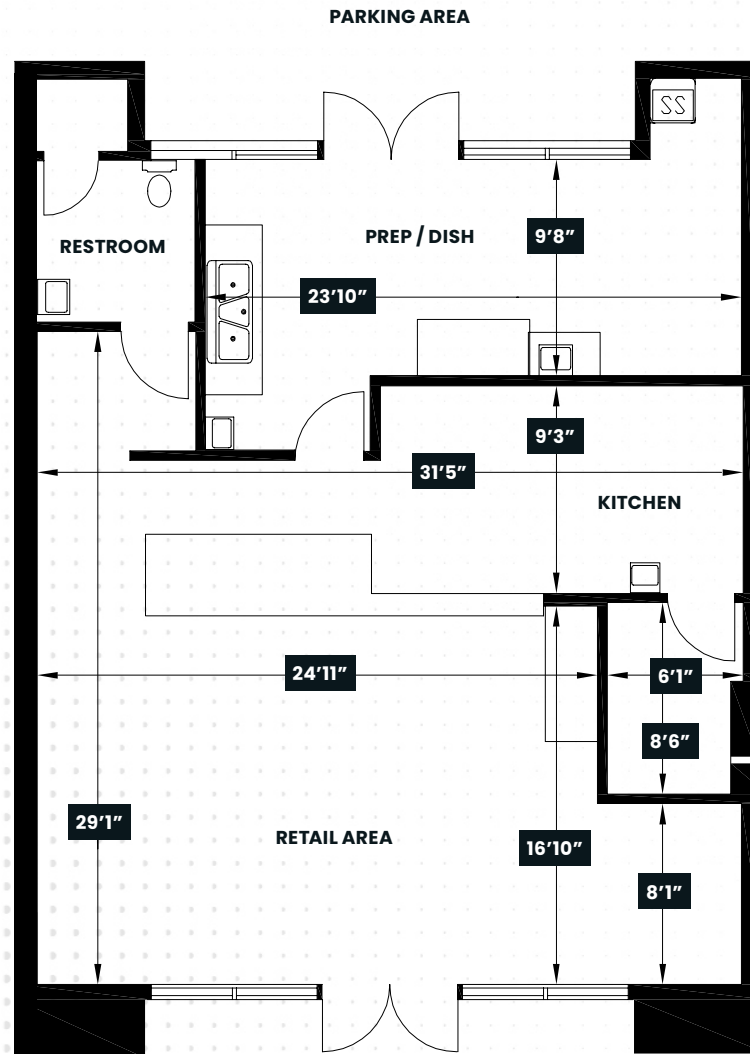 PARKING AREA
RESTROOM
PREP / DISH
9’8”
23’10”
9’3”
31’5”
KITCHEN
24’11”
6’1”
8’6”
29’1”
RETAIL AREA
16’10”
8’1”